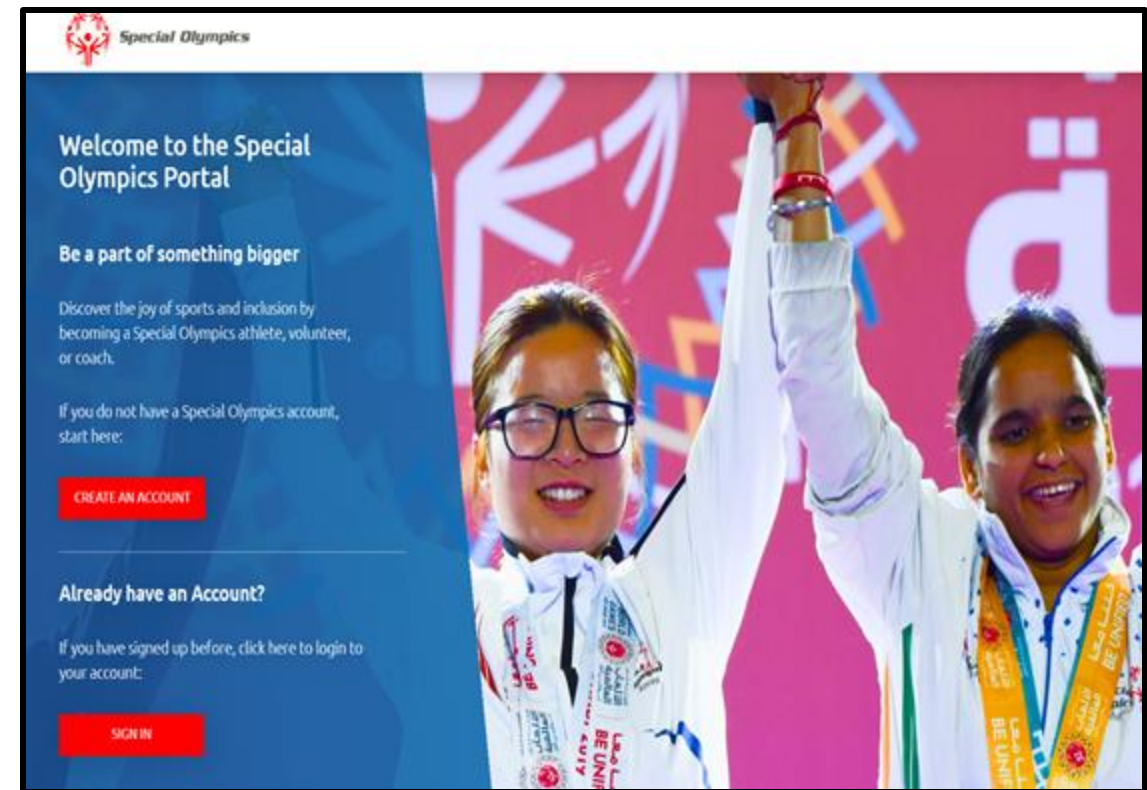 Special Olympics
Welcome to the Special
Olympics Portal
Be a part of something bigger
Discover the joy of sports and inclusion by
becoming a Special Olympics athlete, volunteer,
or coach.
If you do not have a Special Olympics account,
start here:
CREATE AN ACCOUNT
Already have an Account?
If you have signed up before, click here to login to
your account:
SIGN IN
BE UNIFI
BE UNIFIED